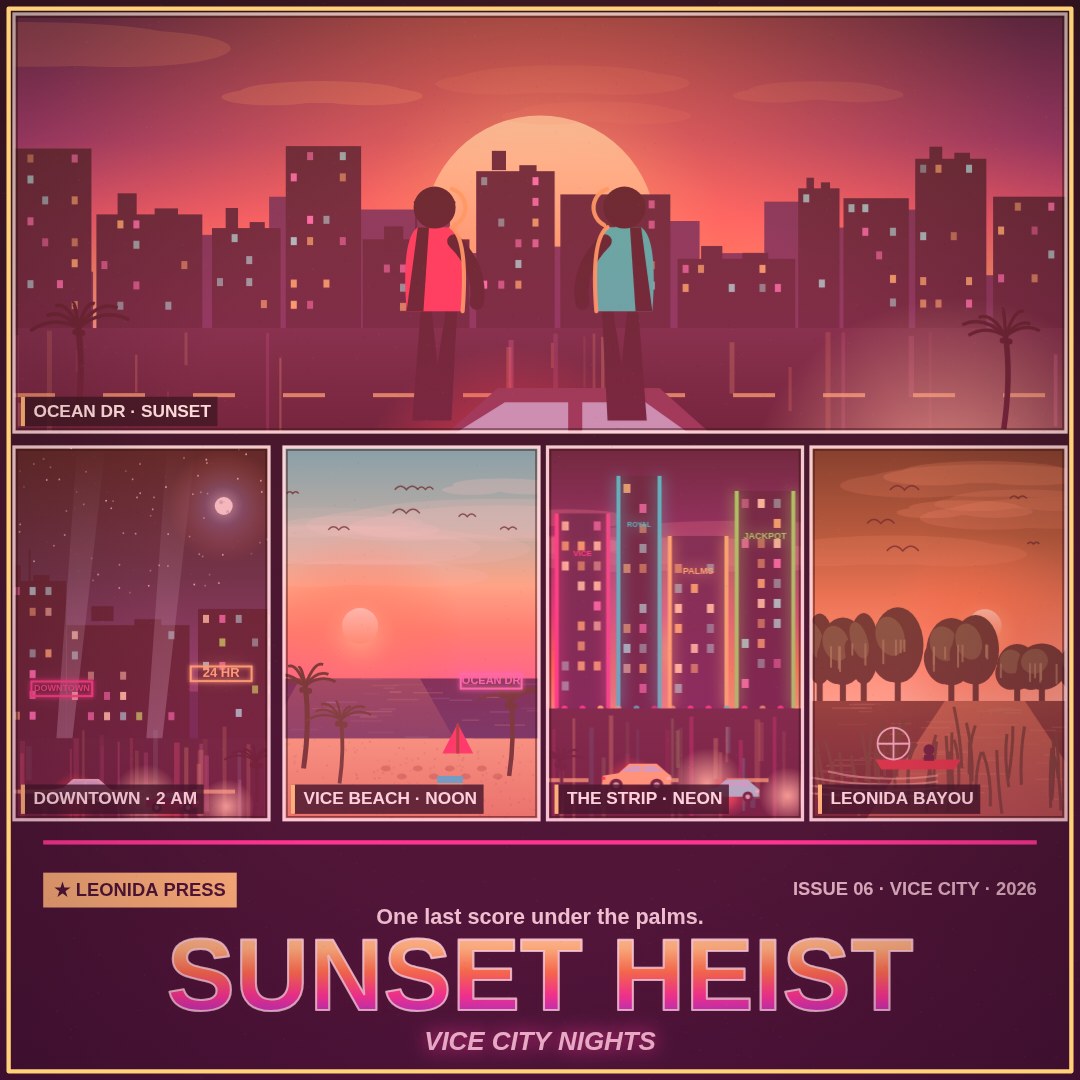 OCEAN DR · SUNSET
DOWNTOWN
24 HR
DOWNTOWN · 2 AM
OCEAN DR
VICE BEACH · NOON
VICE
ROYAL
PALMS
JACKPOT
THE STRIP · NEON
LEONIDA BAYOU
★ LEONIDA PRESS
ISSUE 06 · VICE CITY · 2026
One last score under the palms.
SUNSET HEIST
VICE CITY NIGHTS